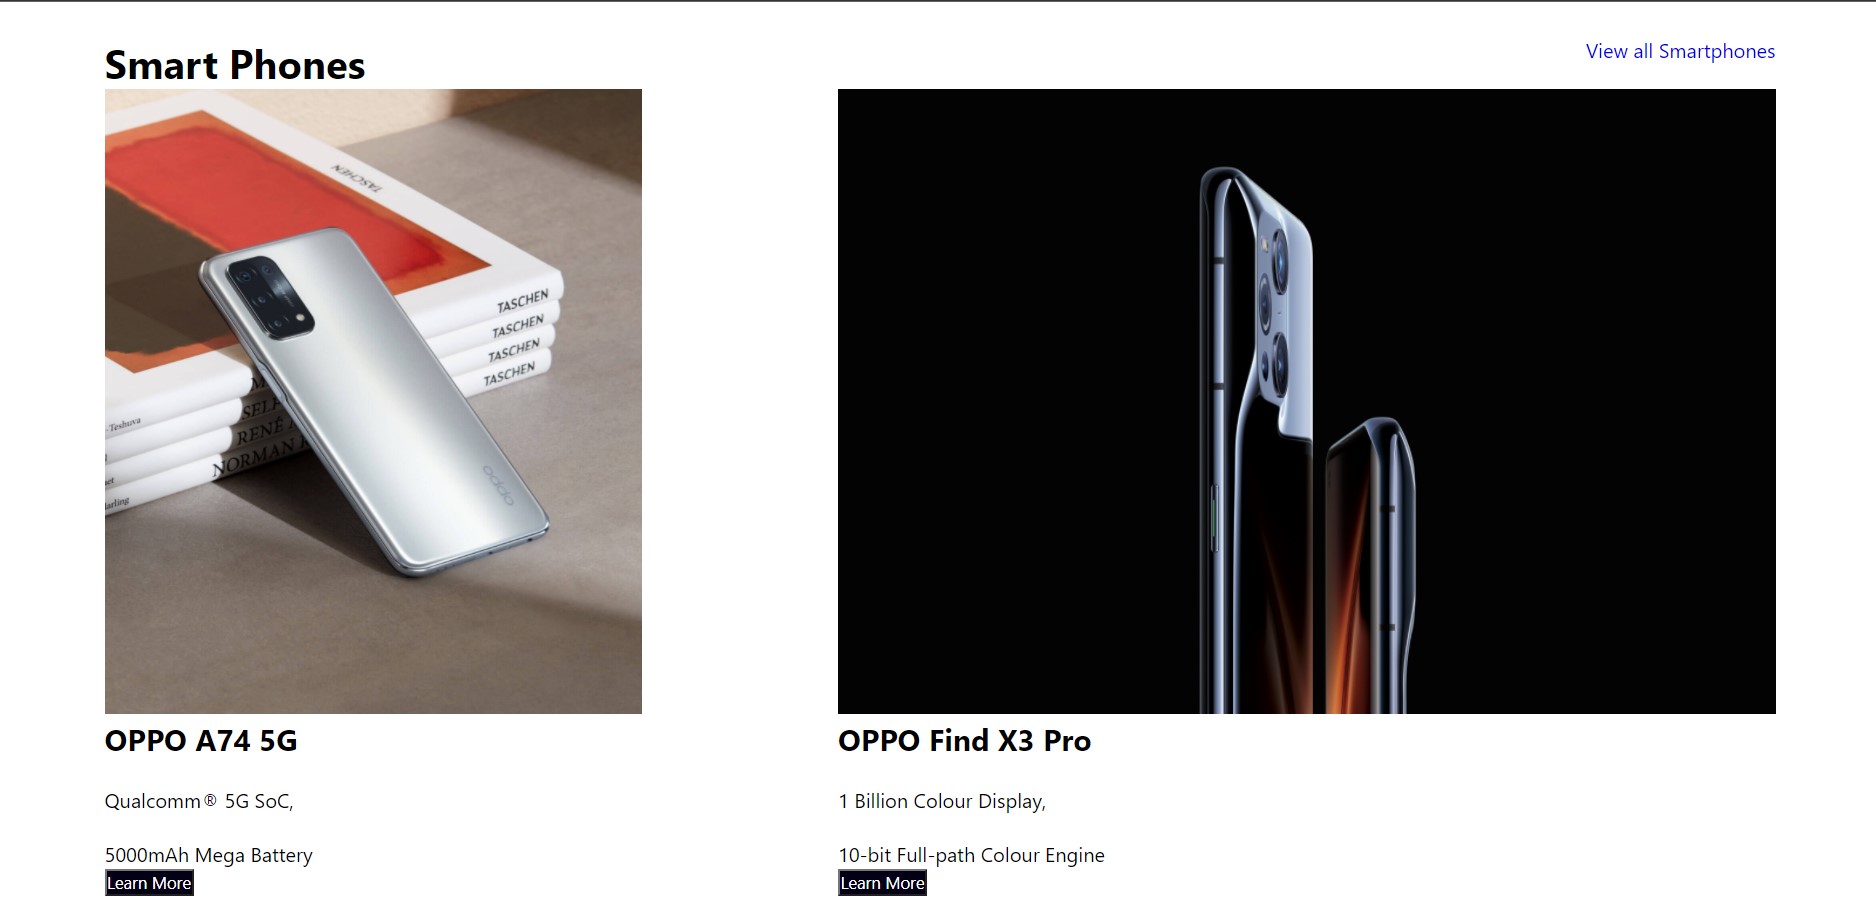 Smart Phones
View all Smartphones
TASCHEN
TASCHEN
TASCHEN
TASCHEN
TASCHEN
-Teshuva
SELF
RENÉ
NORMAN
oppo
OPPO A74 5G
Qualcomm® 5G SoC,
5000mAh Mega Battery
Learn More
OPPO Find X3 Pro
1 Billion Colour Display,
10-bit Full-path Colour Engine
Learn More